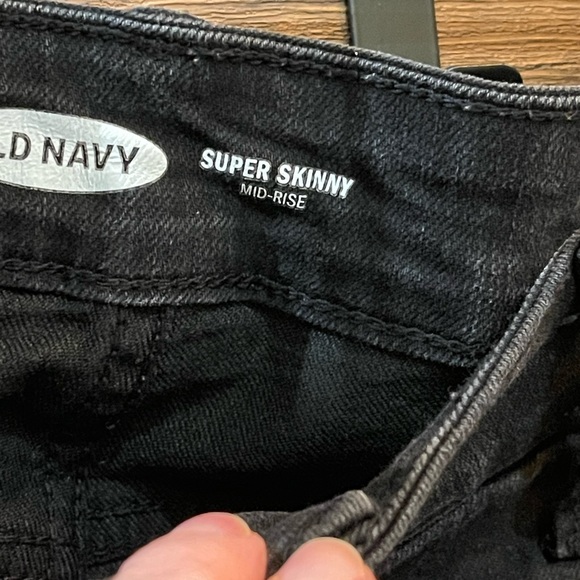 LD NAVY
SUPER SKINNY
MID-RISE